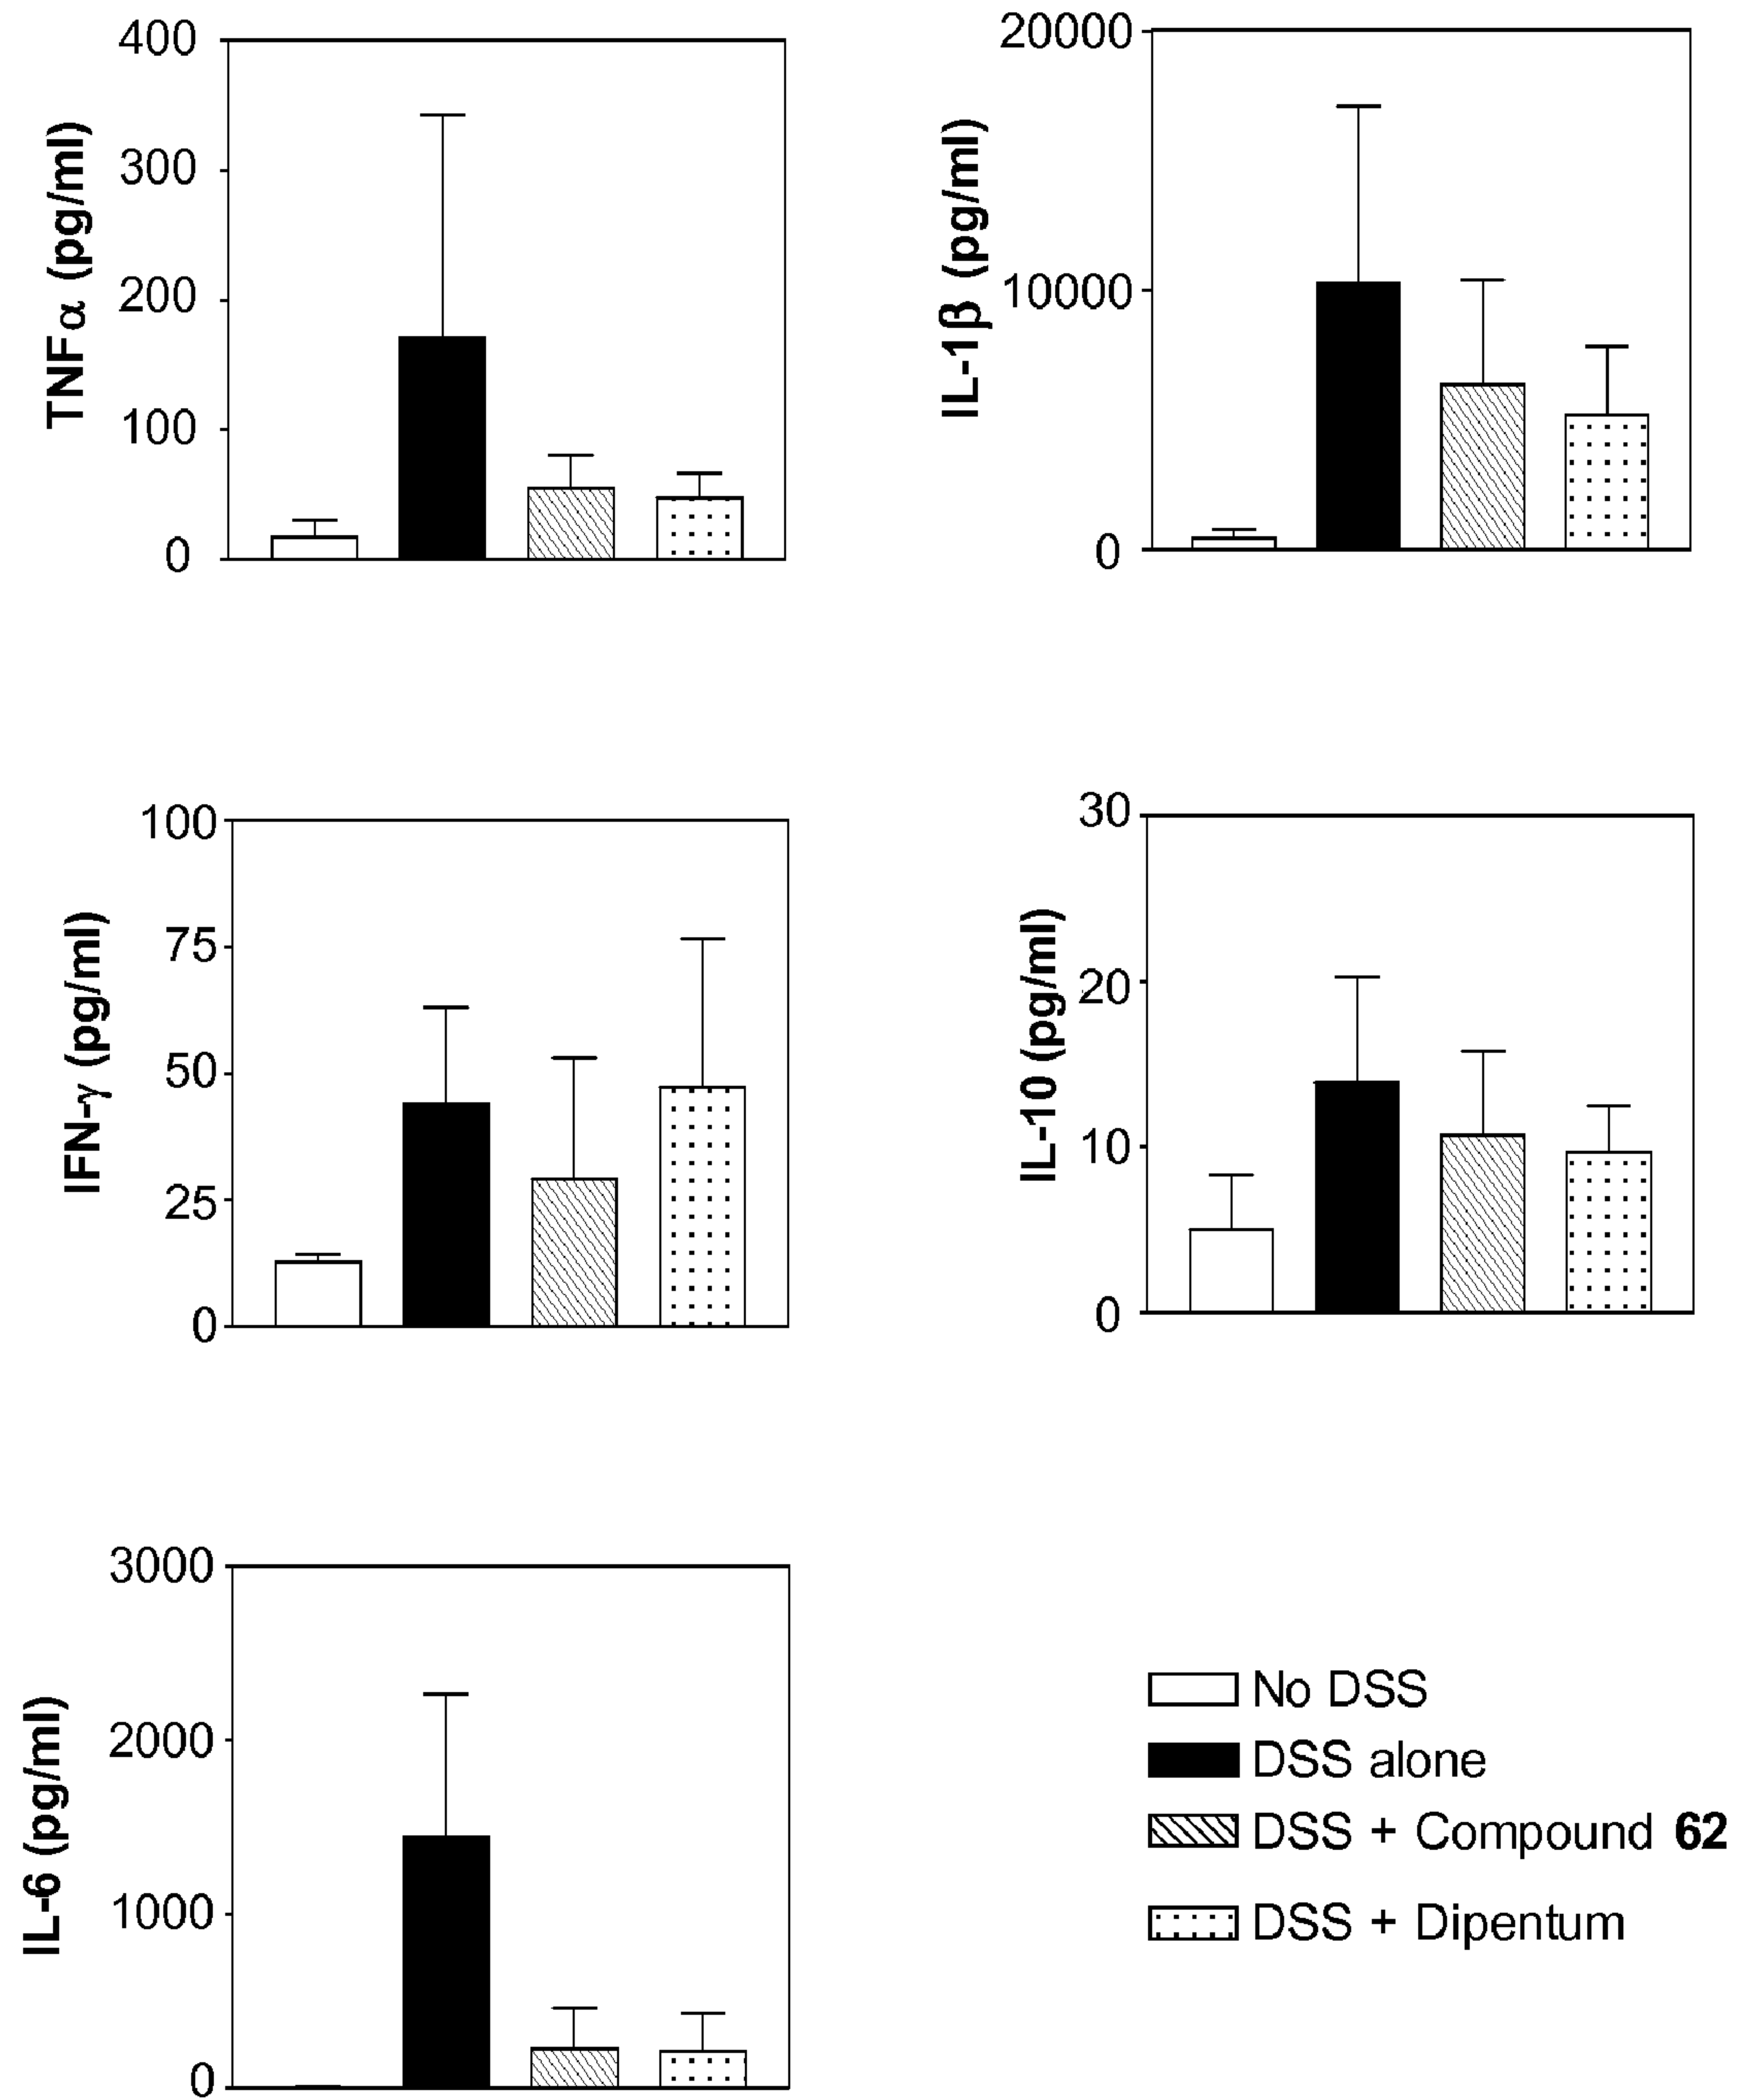 TNFα (pg/ml)
400
300
200
100
0
IL-1β (pg/ml)
20000
10000
0
IFN-γ (pg/ml)
100
75
50
25
0
IL-10 (pg/ml)
30
20
10
0
IL-6 (pg/ml)
3000
2000
1000
0
No DSS
DSS alone
DSS + Compound 62
DSS + Dipentum